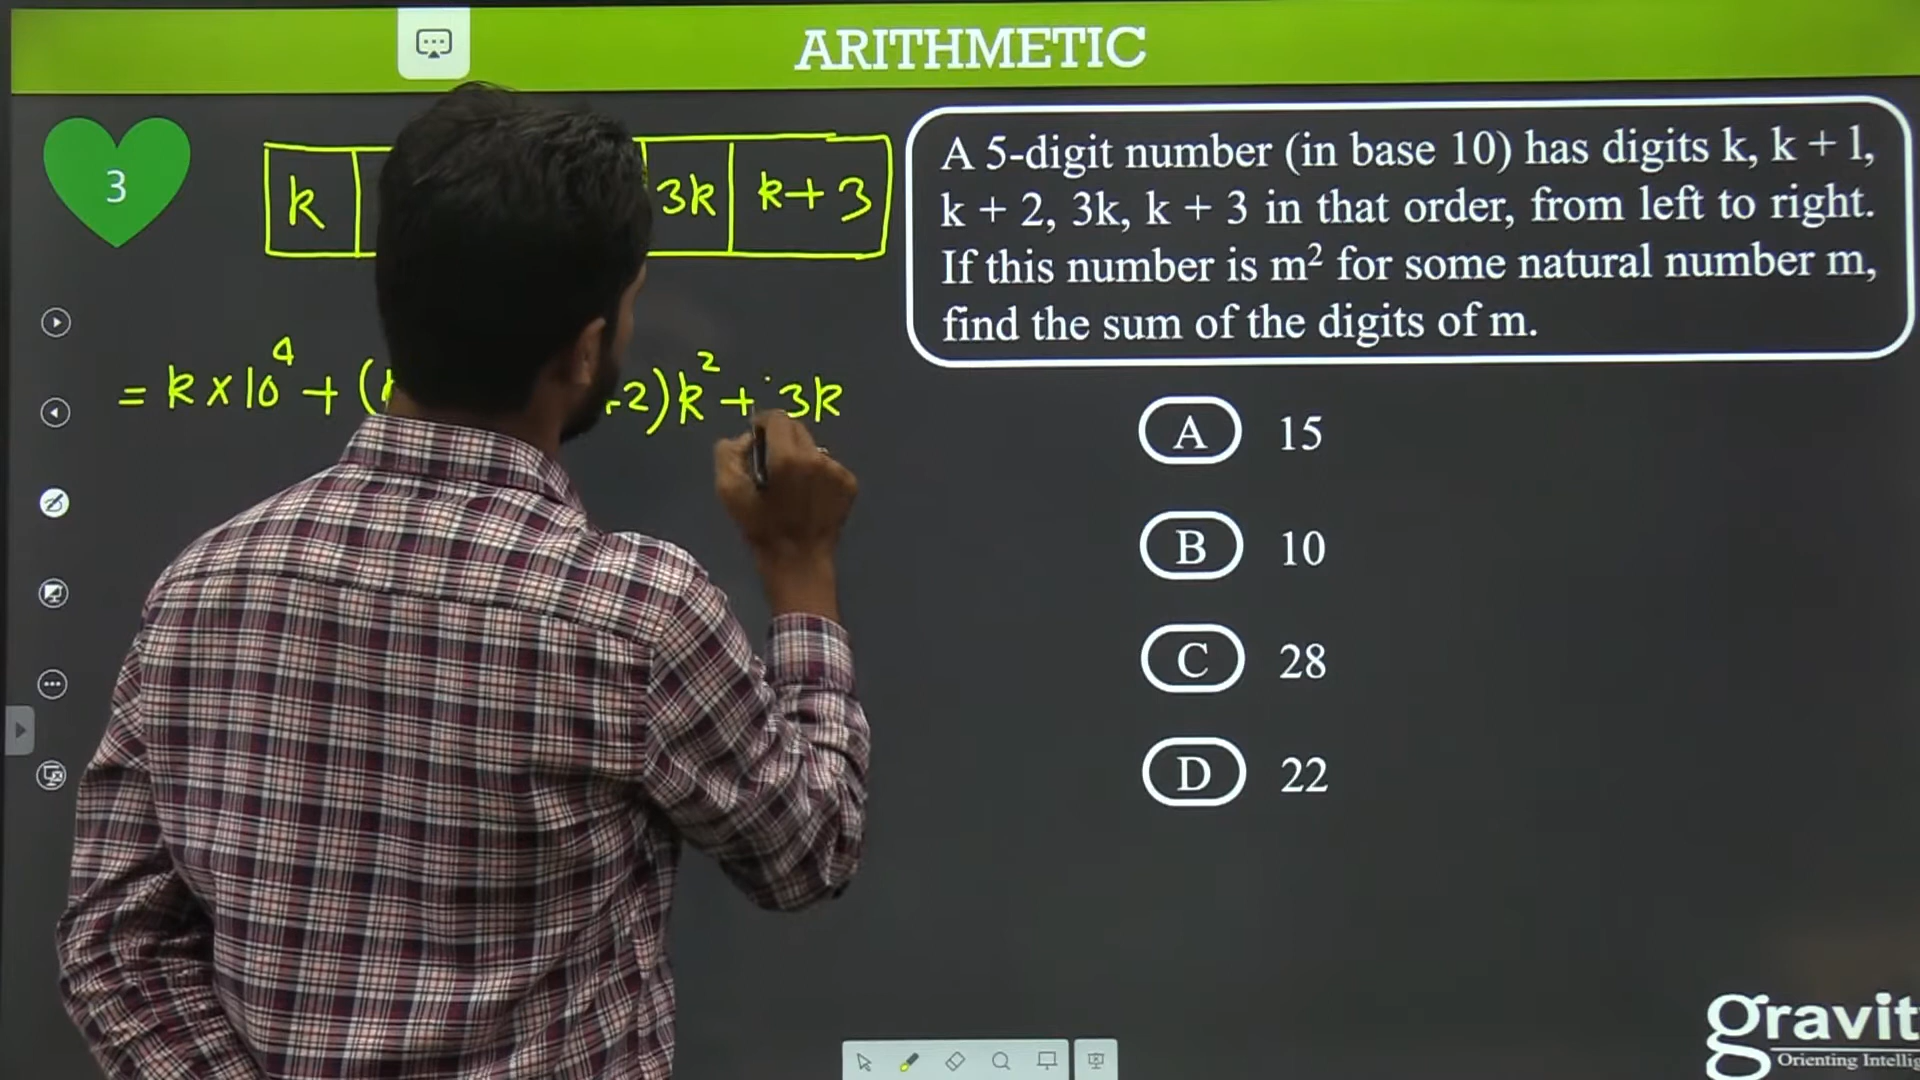 ARITHMETIC
3
k 3k k+3
A 5-digit number (in base 10) has digits k, k + 1,
k + 2, 3k, k + 3 in that order, from left to right.
If this number is m² for some natural number m,
find the sum of the digits of m.
= k×10⁴ + ( -2)k² + 3k
A 15
B 10
C 28
D 22
gravit
Orienting Intellig